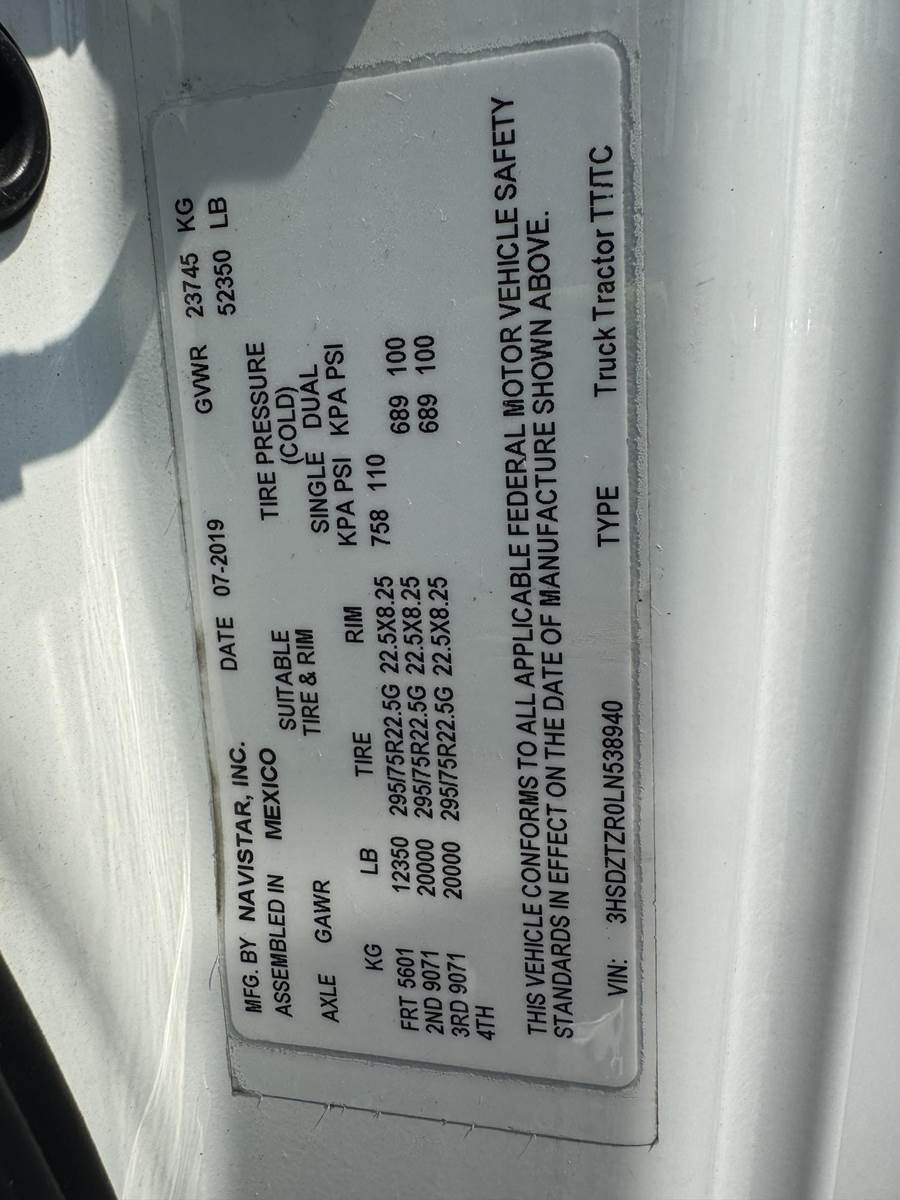 MFG. BY NAVISTAR, INC. DATE 07-2019 GVWR 23745 KG
ASSEMBLED IN MEXICO 52350 LB
SUITABLE TIRE PRESSURE
AXLE GAWR TIRE & RIM (COLD)
SINGLE DUAL
KG LB TIRE RIM KPA PSI KPA PSI
FRT 5601 12350 295/75R22.5G 22.5X8.25 758 110
2ND 9071 20000 295/75R22.5G 22.5X8.25 689 100
3RD 9071 20000 295/75R22.5G 22.5X8.25 689 100
4TH
THIS VEHICLE CONFORMS TO ALL APPLICABLE FEDERAL MOTOR VEHICLE SAFETY
STANDARDS IN EFFECT ON THE DATE OF MANUFACTURE SHOWN ABOVE.
VIN: 3HSDZTZR0LN538940 TYPE Truck Tractor TT/TC